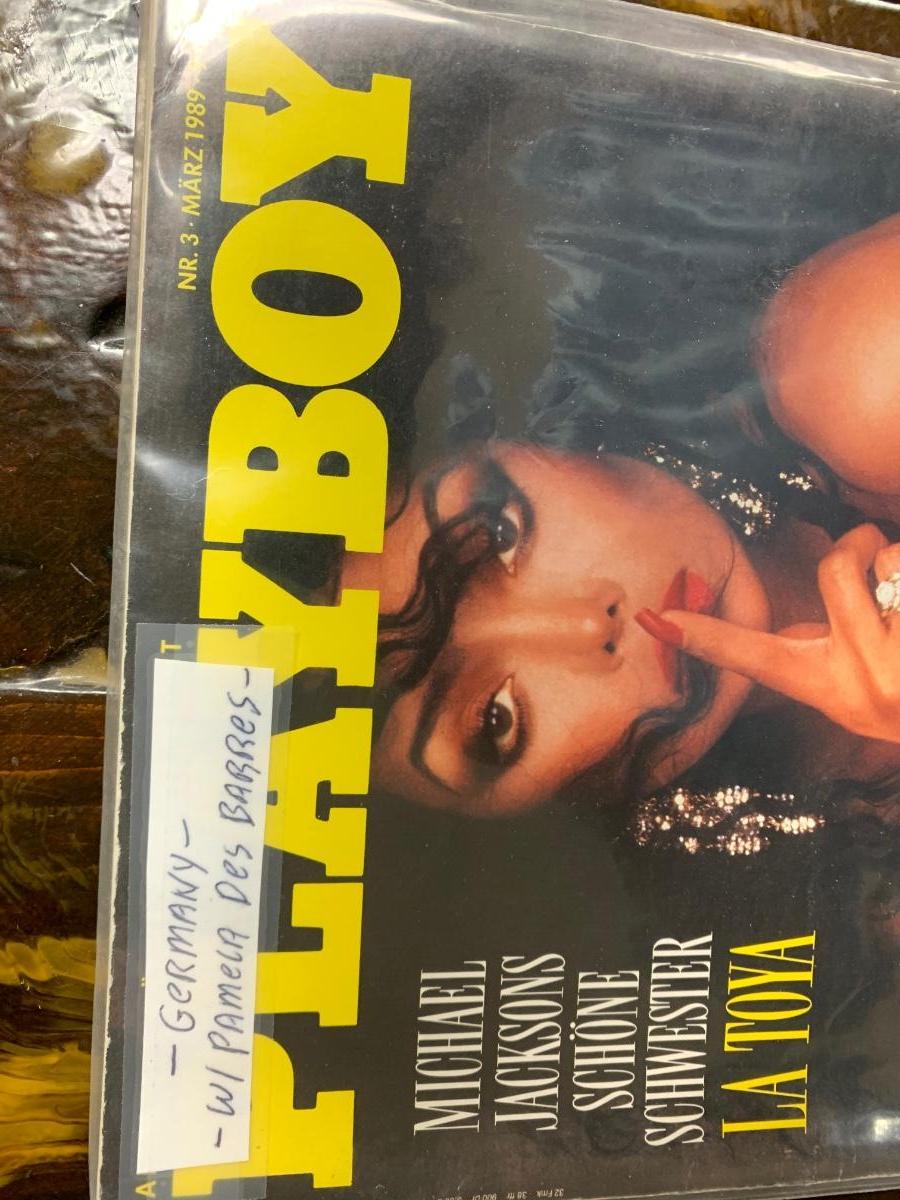 NR. 3 · MÄRZ 1989
PLAYBOY
— GERMANY —
- W/ PAMELA DES BARRES -
MICHAEL
JACKSONS
SCHÖNE
SCHWESTER
LA TOYA